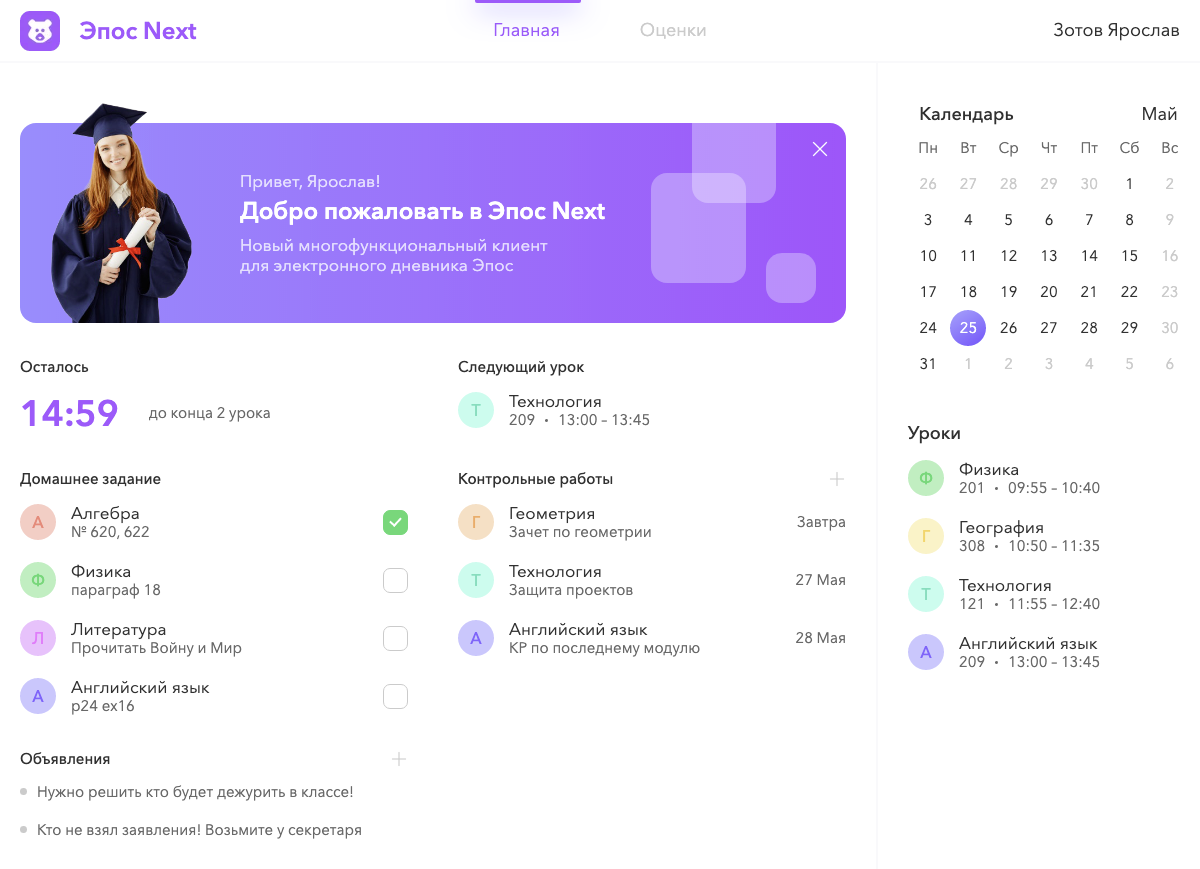 Эпос Next
Главная
Оценки
Зотов Ярослав
Привет, Ярослав!
Добро пожаловать в Эпос Next
Новый многофункциональный клиент
для электронного дневника Эпос
Осталось
14:59
до конца 2 урока
Следующий урок
Т
Технология
209 • 13:00 – 13:45
Домашнее задание
А
Алгебра
№ 620, 622
Ф
Физика
параграф 18
Л
Литература
Прочитать Войну и Мир
А
Английский язык
p24 ex16
Контрольные работы
Г
Геометрия
Зачет по геометрии
Завтра
Т
Технология
Защита проектов
27 Мая
А
Английский язык
КР по последнему модулю
28 Мая
Объявления
Нужно решить кто будет дежурить в классе!
Кто не взял заявления! Возьмите у секретаря
Календарь
Май
Пн Вт Ср Чт Пт Сб Вс
26 27 28 29 30 1 2
3 4 5 6 7 8 9
10 11 12 13 14 15 16
17 18 19 20 21 22 23
24 25 26 27 28 29 30
31 1 2 3 4 5 6
Уроки
Ф
Физика
201 • 09:55 – 10:40
Г
География
308 • 10:50 – 11:35
Т
Технология
121 • 11:55 – 12:40
А
Английский язык
209 • 13:00 – 13:45